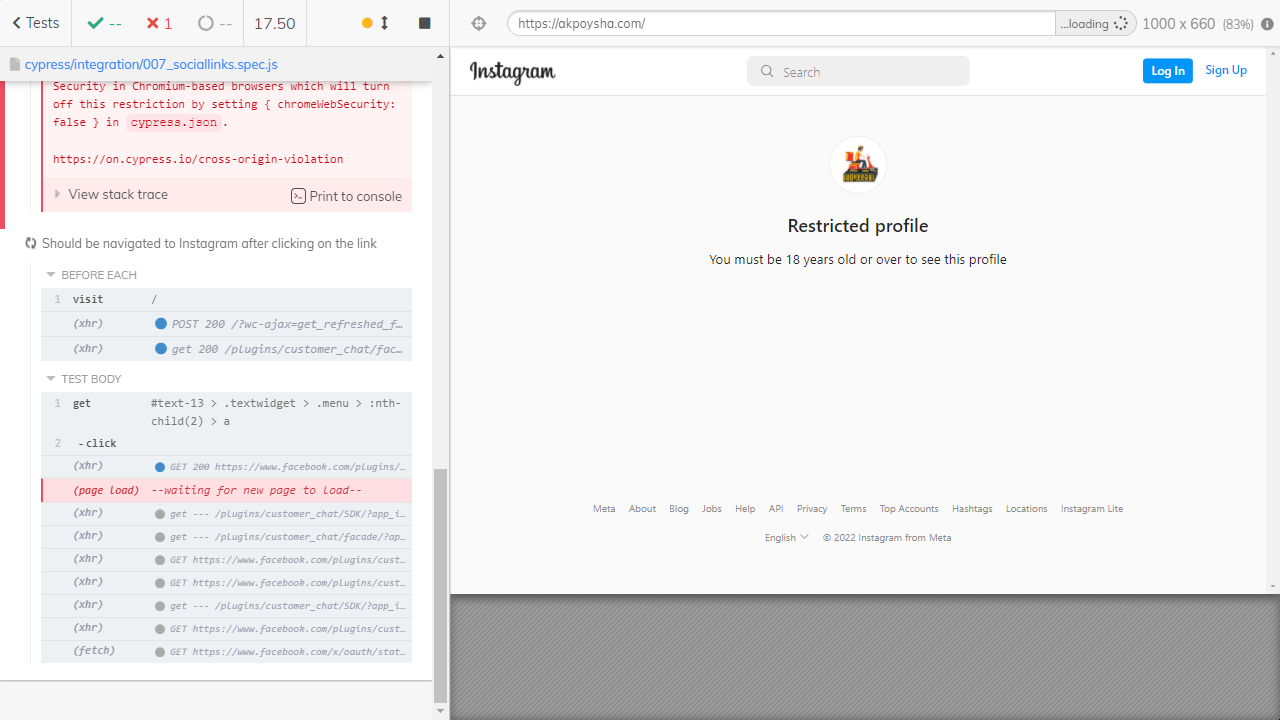 Tests
--
1
--
17.50
https://akpoysha.com/
...loading
1000 x 660 (83%)
cypress/integration/007_sociallinks.spec.js
Security in Chromium-based browsers which will turn
off this restriction by setting { chromeWebSecurity:
false } in cypress.json.
https://on.cypress.io/cross-origin-violation
View stack trace
Print to console
Should be navigated to Instagram after clicking on the link
BEFORE EACH
1 visit /
(xhr) POST 200 /?wc-ajax=get_refreshed_f...
(xhr) get 200 /plugins/customer_chat/fac...
TEST BODY
1 get #text-13 > .textwidget > .menu > :nth-
child(2) > a
2 -click
(xhr) GET 200 https://www.facebook.com/plugins/...
(page load) --waiting for new page to load--
(xhr) get --- /plugins/customer_chat/SDK/?app_i...
(xhr) get --- /plugins/customer_chat/facade/?ap...
(xhr) GET https://www.facebook.com/plugins/cust...
(xhr) GET https://www.facebook.com/plugins/cust...
(xhr) get --- /plugins/customer_chat/SDK/?app_i...
(xhr) GET https://www.facebook.com/plugins/cust...
(fetch) GET https://www.facebook.com/x/oauth/stat...
Instagram
Search
Log In
Sign Up
AKPOYSHA
Restricted profile
You must be 18 years old or over to see this profile
Meta About Blog Jobs Help API Privacy Terms Top Accounts Hashtags Locations Instagram Lite
English © 2022 Instagram from Meta